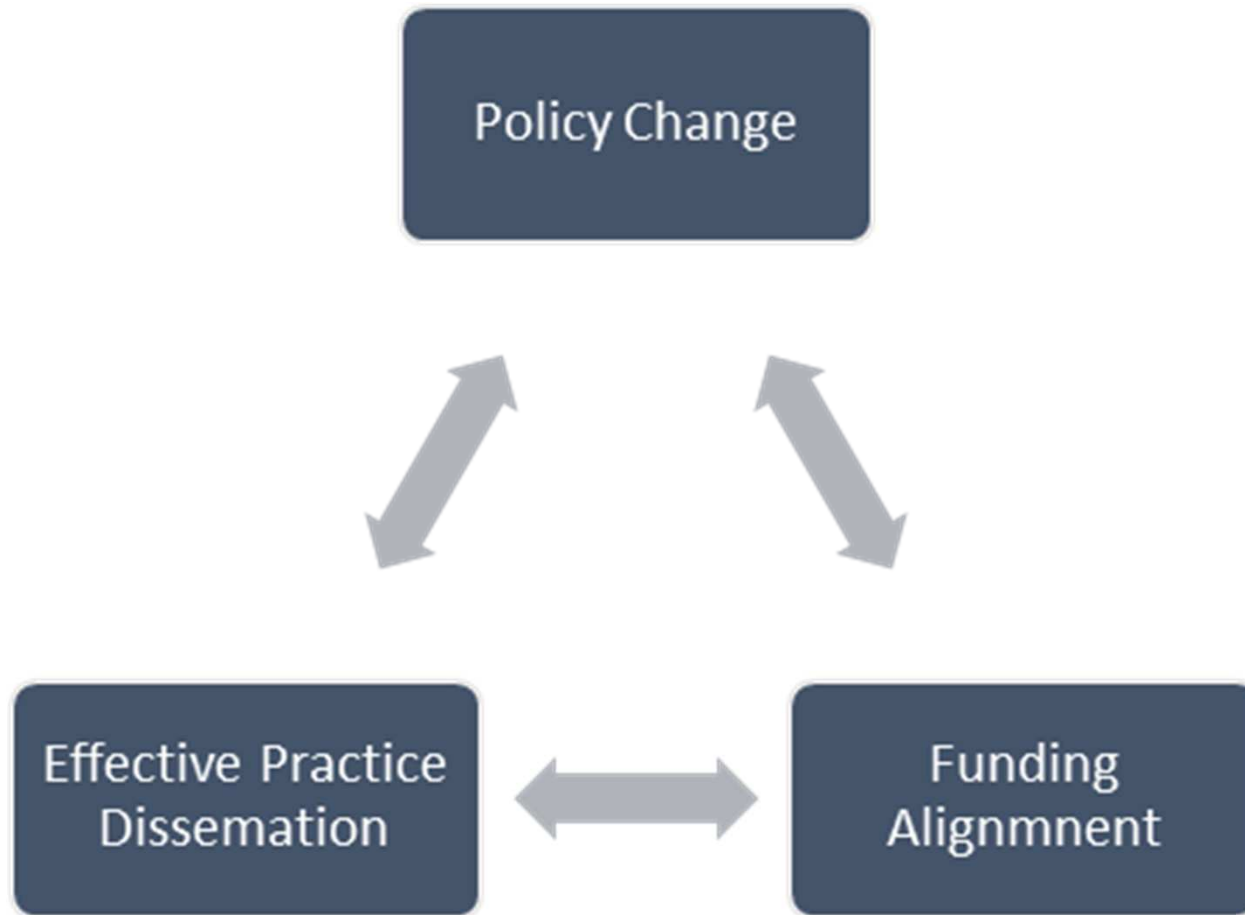 Policy Change
Effective Practice
Dissemation
Funding
Alignmnent